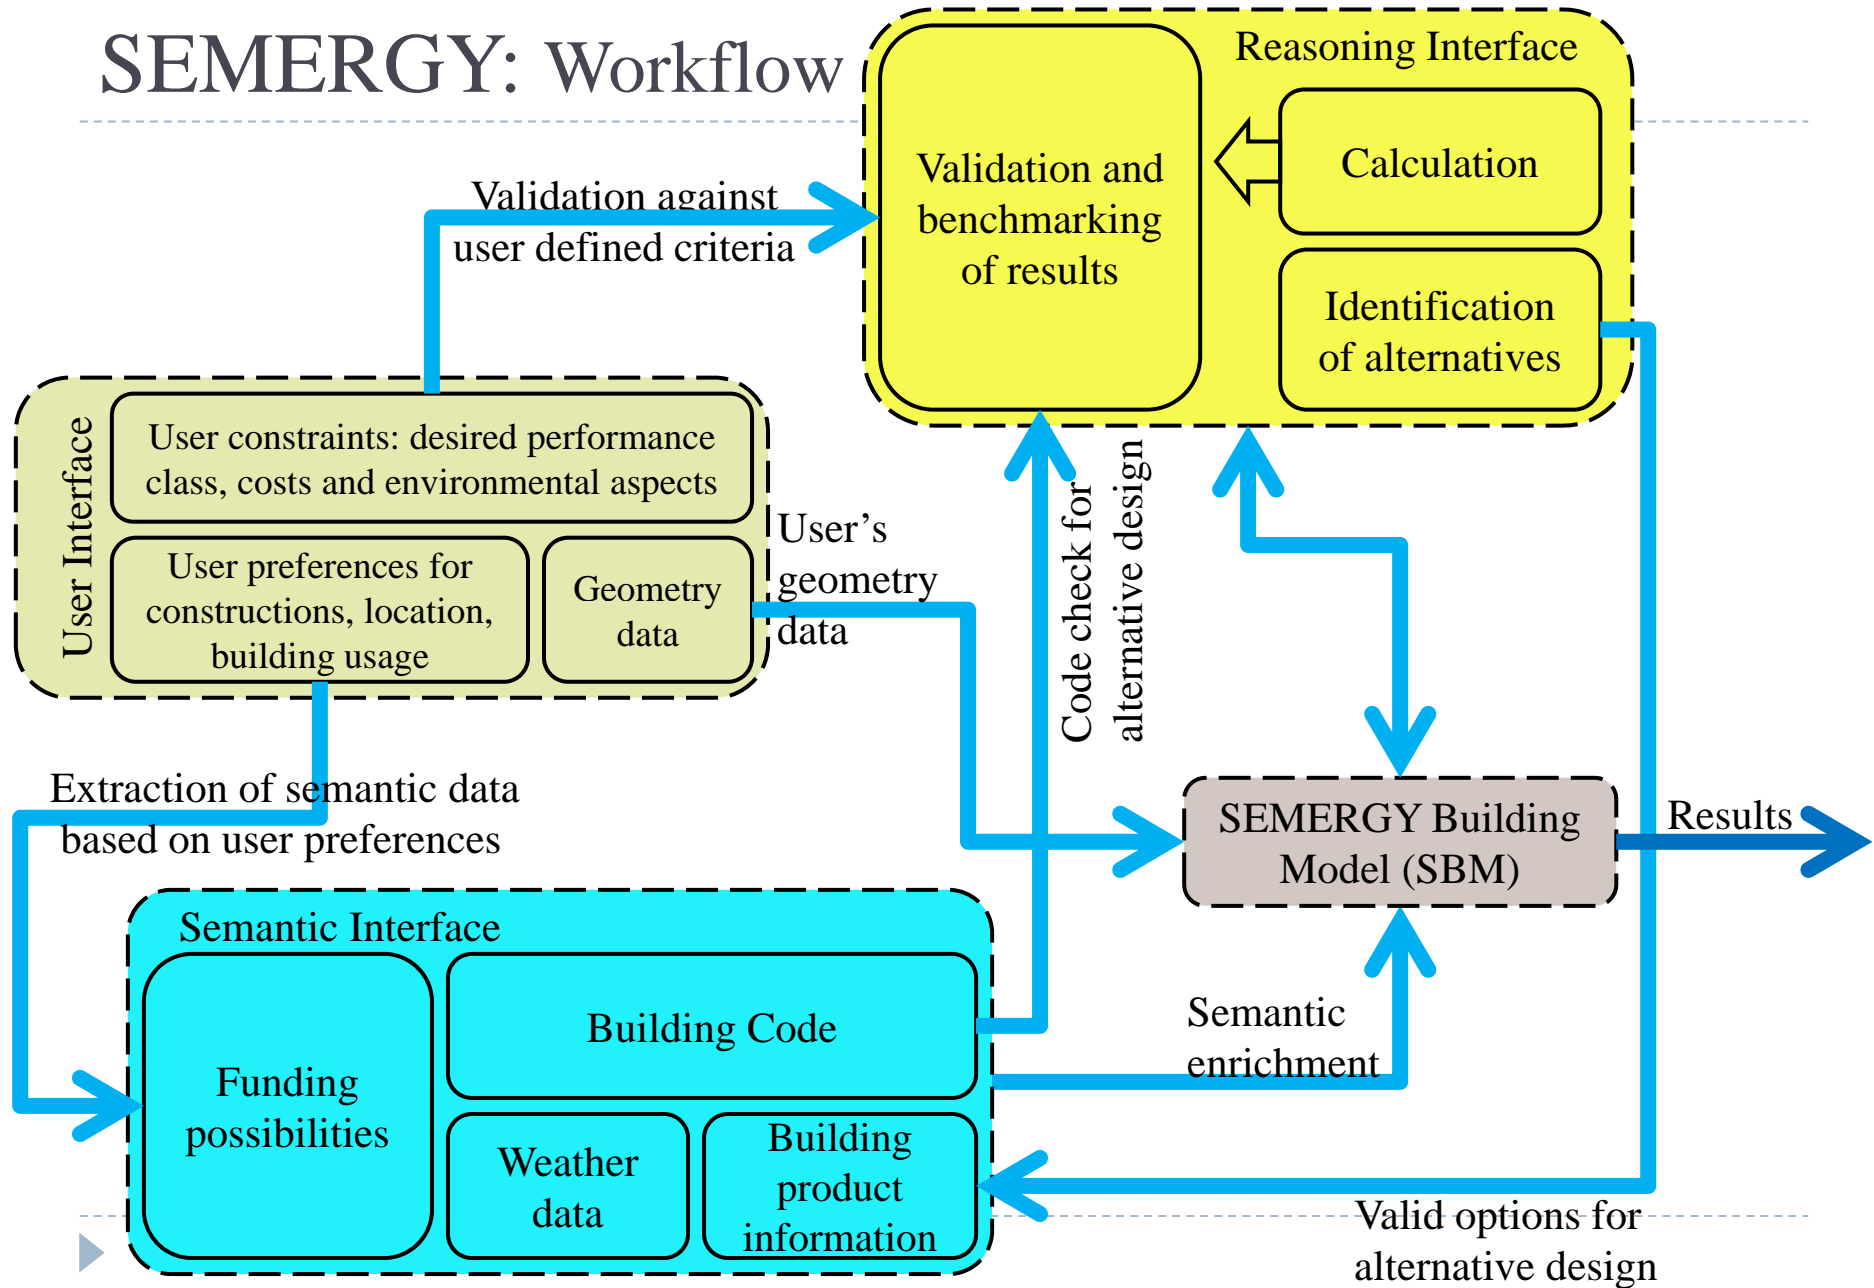 SEMERGY: Workflow
Reasoning Interface
Validation and
benchmarking
of results
Calculation
Identification
of alternatives
Validation against
user defined criteria
User Interface
User constraints: desired performance
class, costs and environmental aspects
User preferences for
constructions, location,
building usage
Geometry
data
User’s
geometry
data
Code check for
alternative design
Extraction of semantic data
based on user preferences
SEMERGY Building
Model (SBM)
Results
Semantic Interface
Funding
possibilities
Building Code
Weather
data
Building
product
information
Semantic
enrichment
Valid options for
alternative design